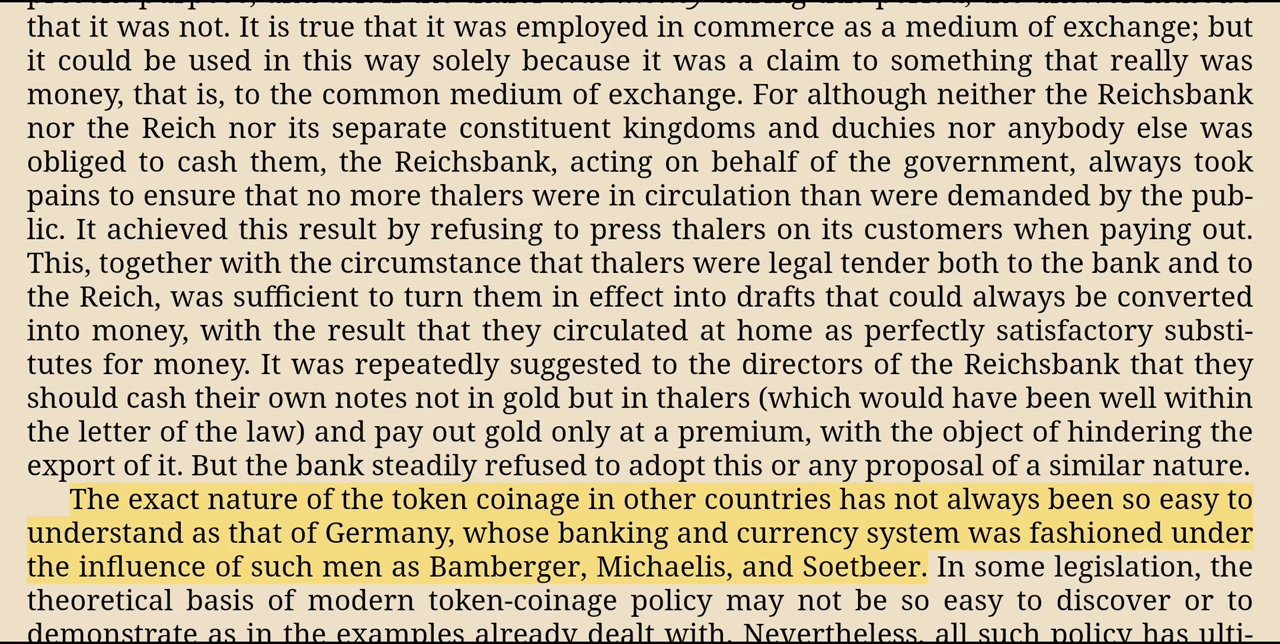 that it was not. It is true that it was employed in commerce as a medium of exchange; but
it could be used in this way solely because it was a claim to something that really was
money, that is, to the common medium of exchange. For although neither the Reichsbank
nor the Reich nor its separate constituent kingdoms and duchies nor anybody else was
obliged to cash them, the Reichsbank, acting on behalf of the government, always took
pains to ensure that no more thalers were in circulation than were demanded by the pub-
lic. It achieved this result by refusing to press thalers on its customers when paying out.
This, together with the circumstance that thalers were legal tender both to the bank and to
the Reich, was sufficient to turn them in effect into drafts that could always be converted
into money, with the result that they circulated at home as perfectly satisfactory substi-
tutes for money. It was repeatedly suggested to the directors of the Reichsbank that they
should cash their own notes not in gold but in thalers (which would have been well within
the letter of the law) and pay out gold only at a premium, with the object of hindering the
export of it. But the bank steadily refused to adopt this or any proposal of a similar nature.
The exact nature of the token coinage in other countries has not always been so easy to
understand as that of Germany, whose banking and currency system was fashioned under
the influence of such men as Bamberger, Michaelis, and Soetbeer. In some legislation, the
theoretical basis of modern token-coinage policy may not be so easy to discover or to
demonstrate as in the examples already dealt with. Nevertheless, all such policy has ulti-